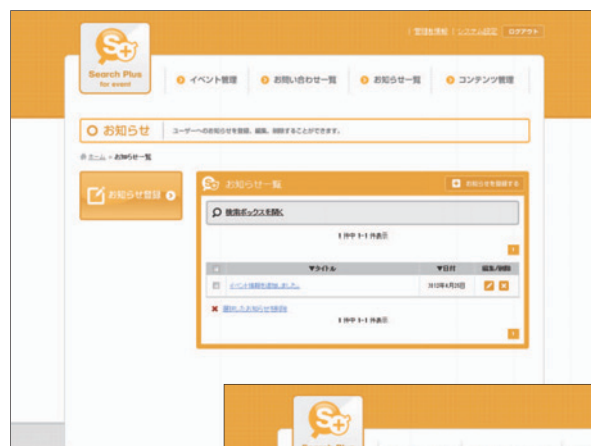 管理者情報 | システム設定 ログアウト
S+
Search Plus
for event
イベント管理
お問い合わせ一覧
お知らせ一覧
コンテンツ管理
お知らせ
ユーザーへのお知らせを登録、編集、削除することができます。
ホーム > お知らせ一覧
お知らせ登録
S+ お知らせ一覧
お知らせを登録する
検索ボックスを開く
1 件中 1-1 件表示
1
▼タイトル ▼日付 編集/削除
イベント情報を追加しました。
選択したお知らせを削除
1 件中 1-1 件表示
1
S+
Search Plus